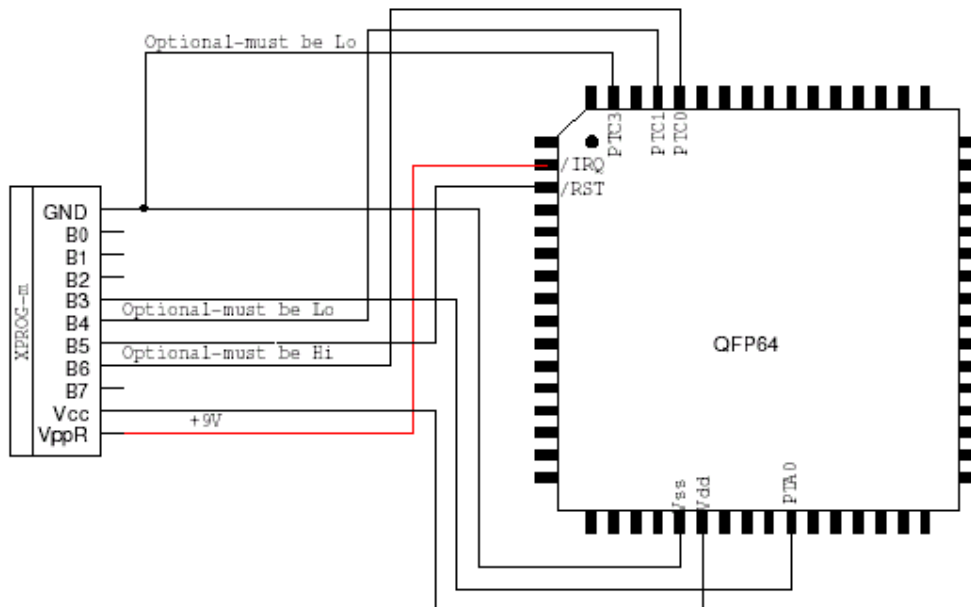 Optional-must be Lo
PTC3
PTC1
PTC0
/IRQ
/RST
XPROG-m
GND
B0
B1
B2
B3
Optional-must be Lo
B4
B5
Optional-must be Hi
B6
B7
Vcc
+9V
VppR
QFP64
Vss
Vdd
PTA0